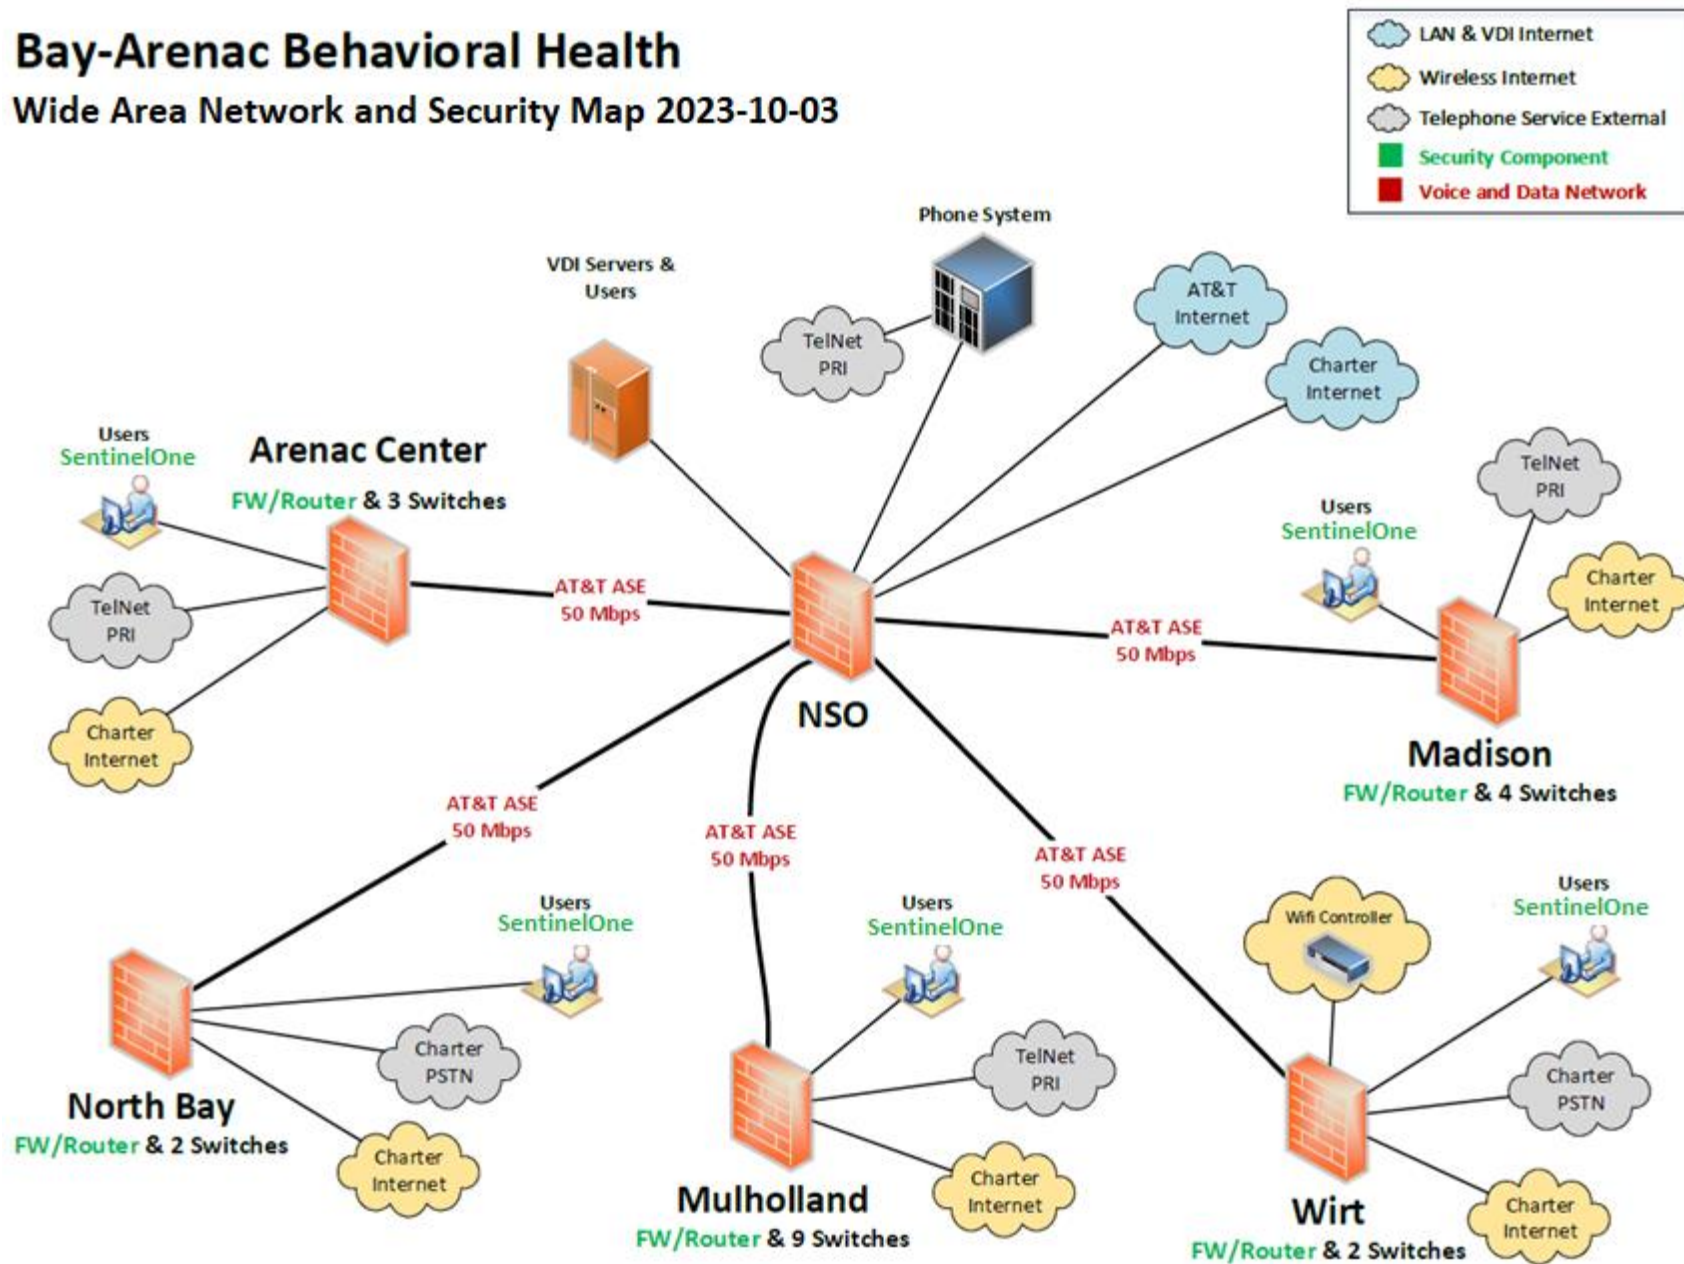 Bay-Arenac Behavioral Health
Wide Area Network and Security Map 2023-10-03
LAN & VDI Internet
Wireless Internet
Telephone Service External
Security Component
Voice and Data Network
Phone System
VDI Servers &
Users
TelNet
PRI
AT&T
Internet
Charter
Internet
Users
SentinelOne
Arenac Center
FW/Router & 3 Switches
TelNet
PRI
Charter
Internet
AT&T ASE
50 Mbps
NSO
AT&T ASE
50 Mbps
Users
SentinelOne
TelNet
PRI
Charter
Internet
Madison
FW/Router & 4 Switches
AT&T ASE
50 Mbps
AT&T ASE
50 Mbps
AT&T ASE
50 Mbps
Users
SentinelOne
Charter
PSTN
Charter
Internet
North Bay
FW/Router & 2 Switches
Users
SentinelOne
TelNet
PRI
Charter
Internet
Mulholland
FW/Router & 9 Switches
Wifi Controller
Users
SentinelOne
Charter
PSTN
Charter
Internet
Wirt
FW/Router & 2 Switches